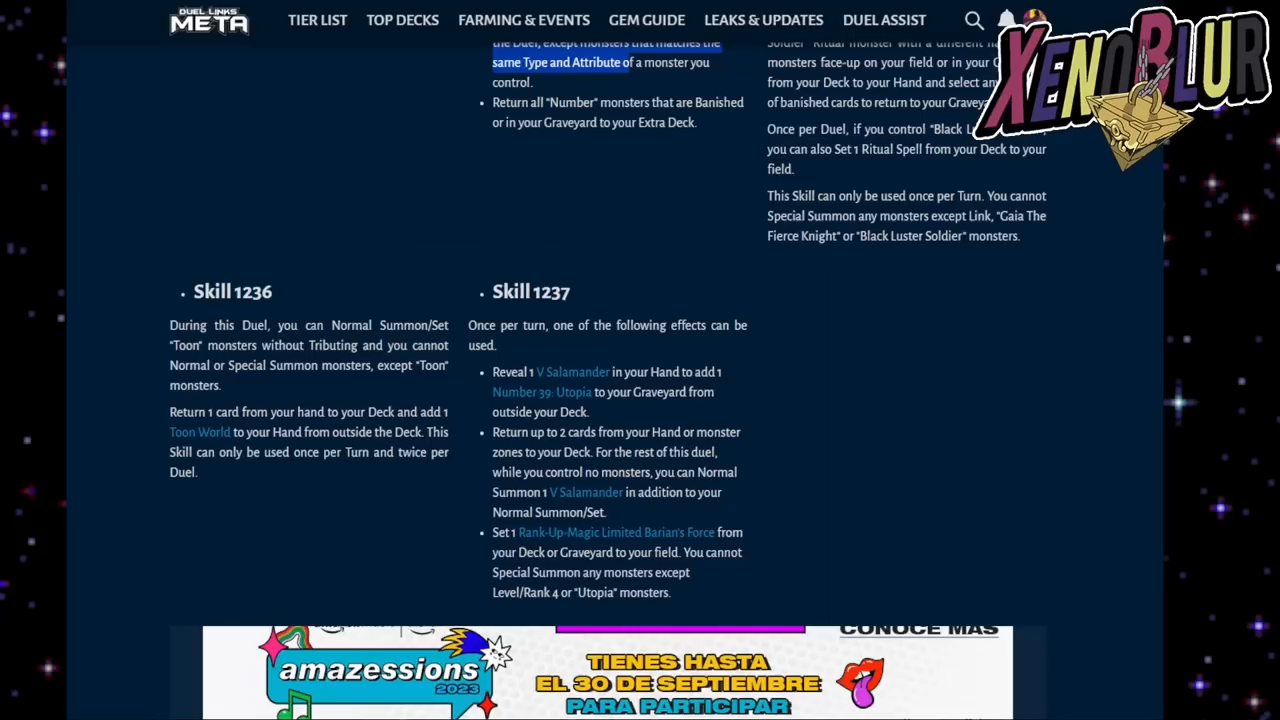 DUEL LINKS
META
TIER LIST
TOP DECKS
FARMING & EVENTS
GEM GUIDE
LEAKS & UPDATES
DUEL ASSIST
XENOBLUR
the Duel, except monsters that matches the
same Type and Attribute of a monster you
control.
• Return all "Number" monsters that are Banished
or in your Graveyard to your Extra Deck.
Soldier" Ritual monster with a different
monsters face-up on your field or in your
from your Deck to your Hand and select
of banished cards to return to your
Once per Duel, if you control "Black
you can also Set 1 Ritual Spell from your Deck to your
field.
This Skill can only be used once per Turn. You cannot
Special Summon any monsters except Link, "Gaia The
Fierce Knight" or "Black Luster Soldier" monsters.
• Skill 1236
During this Duel, you can Normal Summon/Set
"Toon" monsters without Tributing and you cannot
Normal or Special Summon monsters, except "Toon"
monsters.
Return 1 card from your hand to your Deck and add 1
Toon World to your Hand from outside the Deck. This
Skill can only be used once per Turn and twice per
Duel.
• Skill 1237
Once per turn, one of the following effects can be
used.
• Reveal 1 V Salamander in your Hand to add 1
Number 39: Utopia to your Graveyard from
outside your Deck.
• Return up to 2 cards from your Hand or monster
zones to your Deck. For the rest of this duel,
while you control no monsters, you can Normal
Summon 1 V Salamander in addition to your
Normal Summon/Set.
• Set 1 Rank-Up-Magic Limited Barian's Force from
your Deck or Graveyard to your field. You cannot
Special Summon any monsters except
Level/Rank 4 or "Utopia" monsters.
amazessions
2023
TIENES HASTA
EL 30 DE SEPTIEMBRE
PARA PARTICIPAR
CONOCE MÁS